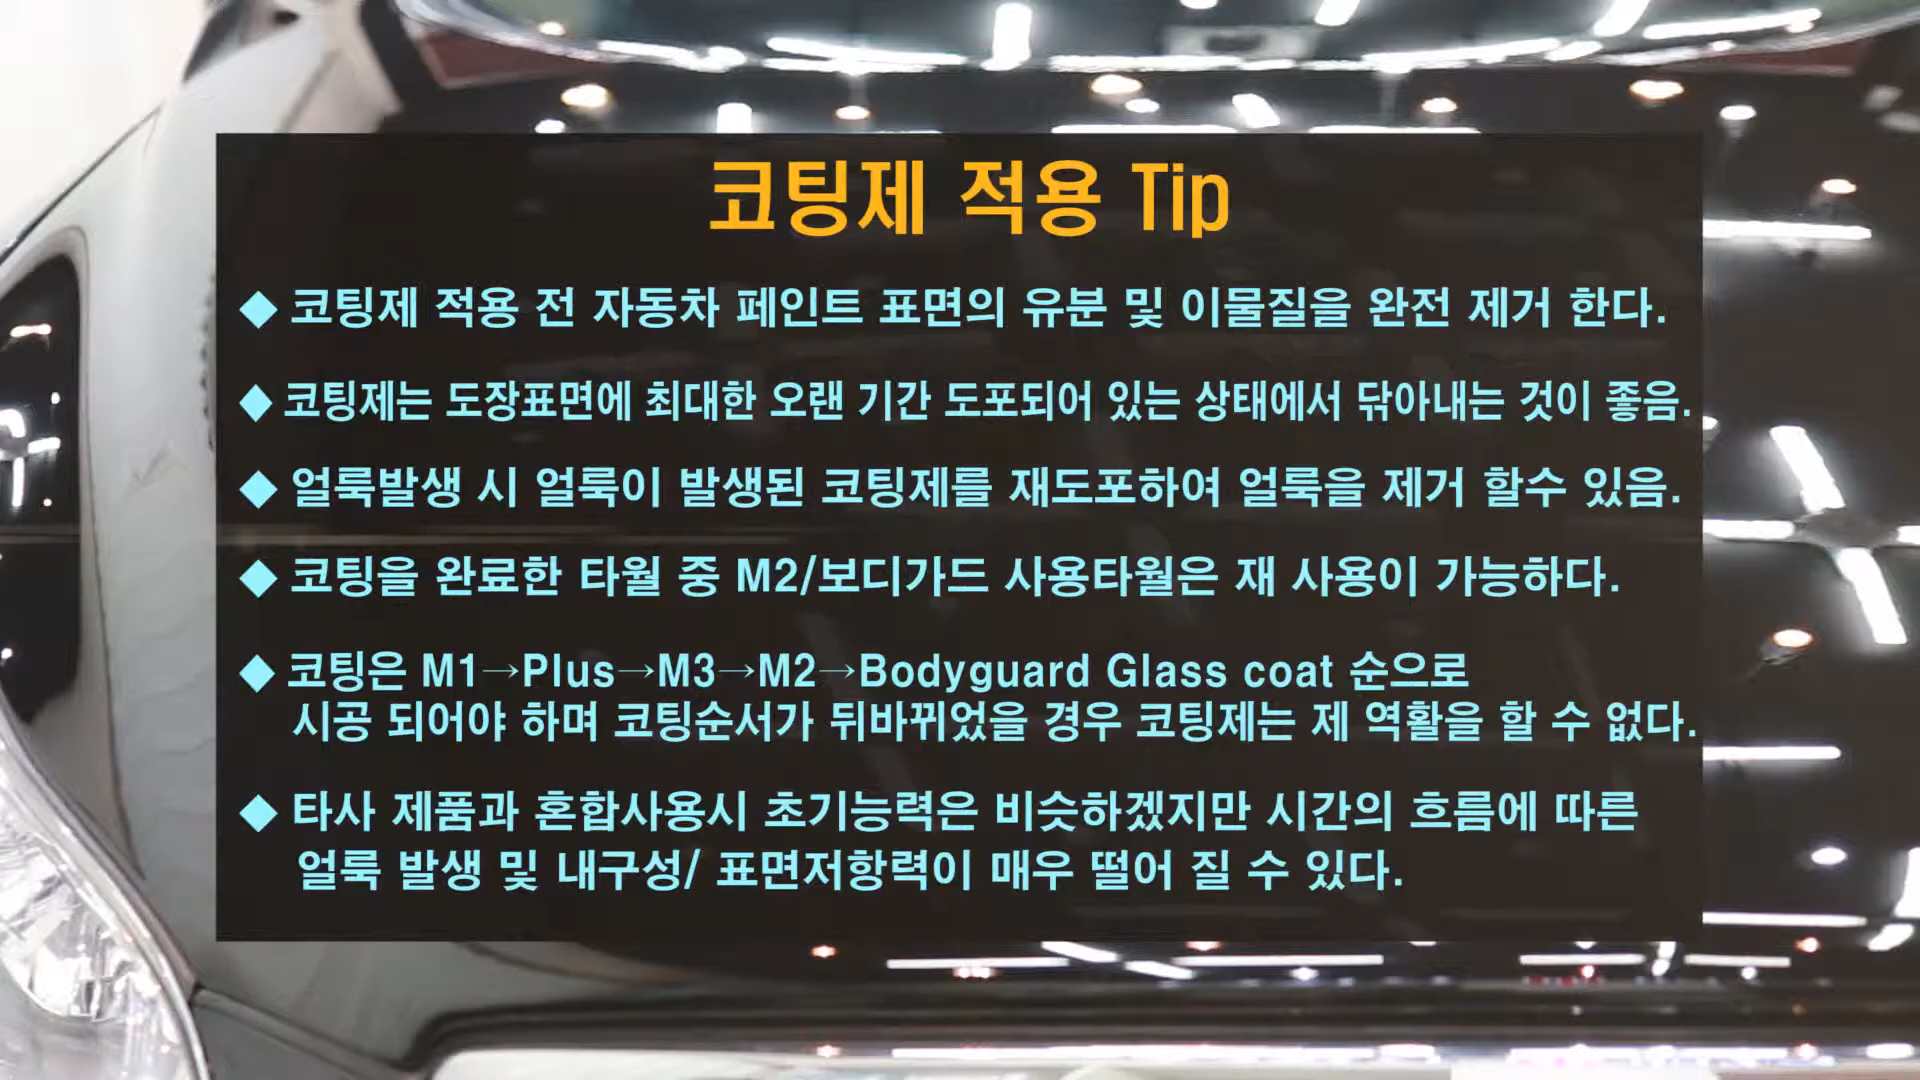 코팅제 적용 Tip
◆ 코팅제 적용 전 자동차 페인트 표면의 유분 및 이물질을 완전 제거 한다.
◆ 코팅제는 도장표면에 최대한 오랜 기간 도포되어 있는 상태에서 닦아내는 것이 좋음.
◆ 얼룩발생 시 얼룩이 발생된 코팅제를 재도포하여 얼룩을 제거 할수 있음.
◆ 코팅을 완료한 타월 중 M2/보디가드 사용타월은 재 사용이 가능하다.
◆ 코팅은 M1→Plus→M3→M2→Bodyguard Glass coat 순으로
시공 되어야 하며 코팅순서가 뒤바뀌었을 경우 코팅제는 제 역활을 할 수 없다.
◆ 타사 제품과 혼합사용시 초기능력은 비슷하겠지만 시간의 흐름에 따른
얼룩 발생 및 내구성/ 표면저항력이 매우 떨어 질 수 있다.